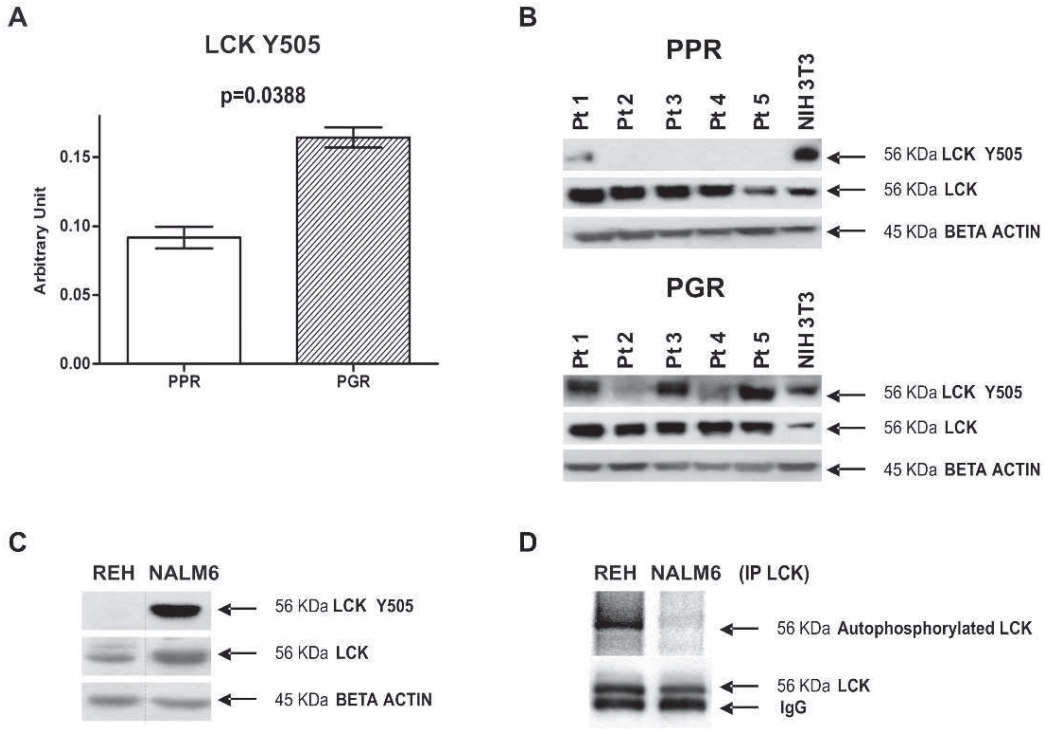 A
LCK Y505
p=0.0388
Arbitrary Unit
0.15
0.10
0.05
0.00
PPR
PGR
B
PPR
Pt 1
Pt 2
Pt 3
Pt 4
Pt 5
NIH 3T3
56 KDa LCK Y505
56 KDa LCK
45 KDa BETA ACTIN
PGR
Pt 1
Pt 2
Pt 3
Pt 4
Pt 5
NIH 3T3
56 KDa LCK Y505
56 KDa LCK
45 KDa BETA ACTIN
C
REH NALM6
56 KDa LCK Y505
56 KDa LCK
45 KDa BETA ACTIN
D
REH NALM6 (IP LCK)
56 KDa Autophosphorylated LCK
56 KDa LCK
IgG